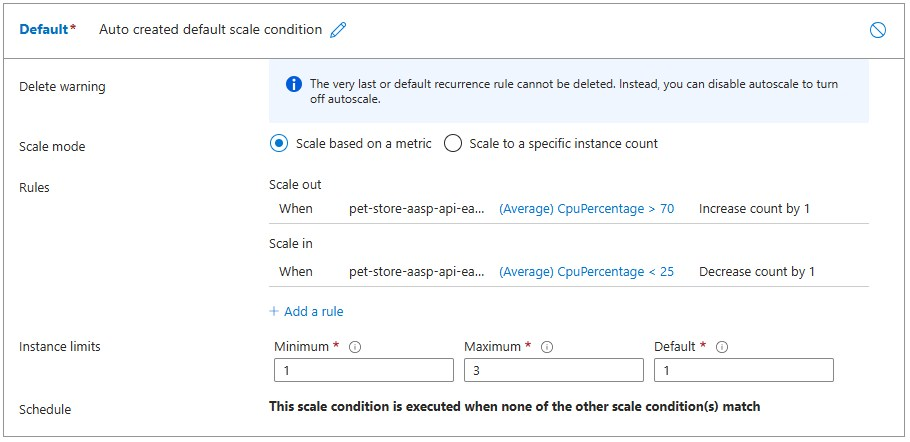 Default* Auto created default scale condition
Delete warning
The very last or default recurrence rule cannot be deleted. Instead, you can disable autoscale to turn
off autoscale.
Scale mode
Scale based on a metric Scale to a specific instance count
Rules
Scale out
When pet-store-aasp-api-ea... (Average) CpuPercentage > 70 Increase count by 1
Scale in
When pet-store-aasp-api-ea... (Average) CpuPercentage < 25 Decrease count by 1
+ Add a rule
Instance limits
Minimum * Maximum * Default *
1 3 1
Schedule
This scale condition is executed when none of the other scale condition(s) match